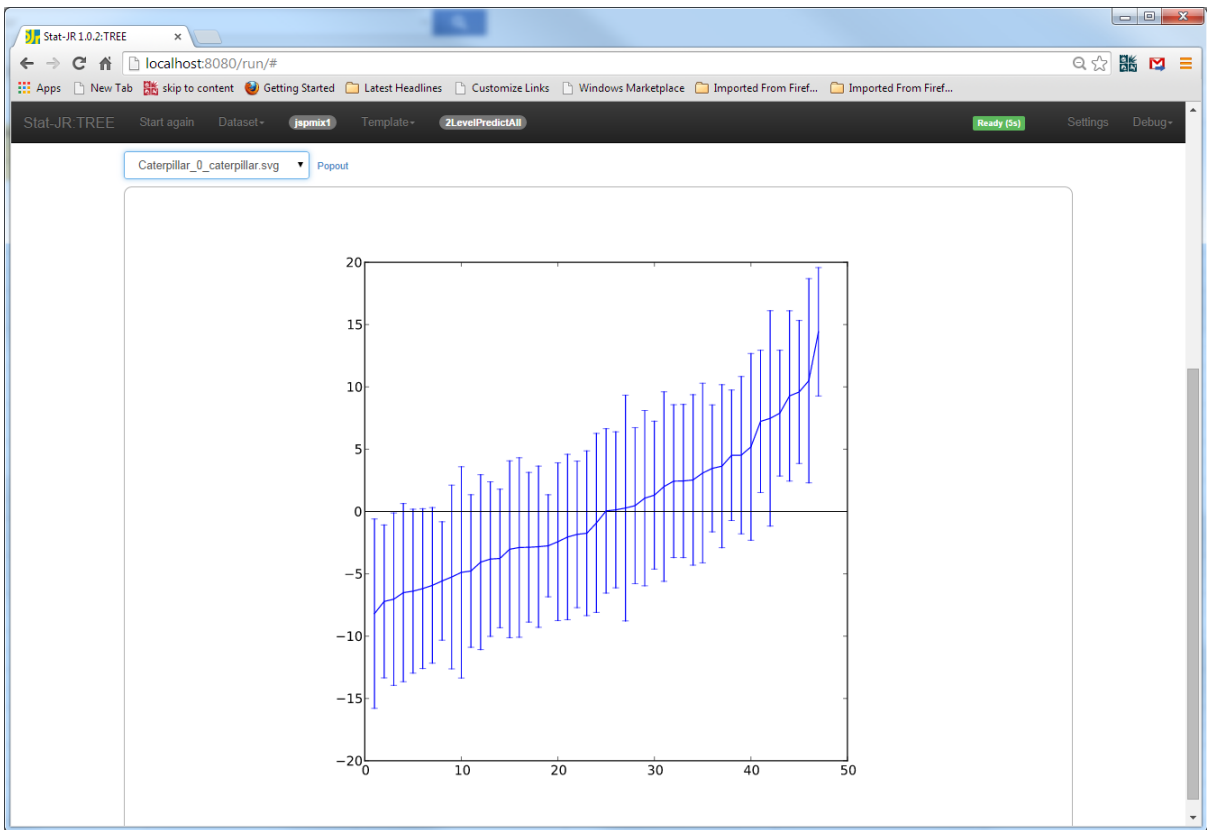 Stat-JR 1.0.2:TREE
localhost:8080/run/#
Apps New Tab skip to content Getting Started Latest Headlines Customize Links Windows Marketplace Imported From Firef... Imported From Firef...
Stat-JR:TREE Start again Dataset jspmix1 Template 2LevelPredictAll Ready (5s) Settings Debug
Caterpillar_0_caterpillar.svg Popout
20
15
10
5
0
−5
−10
−15
−20
0 10 20 30 40 50